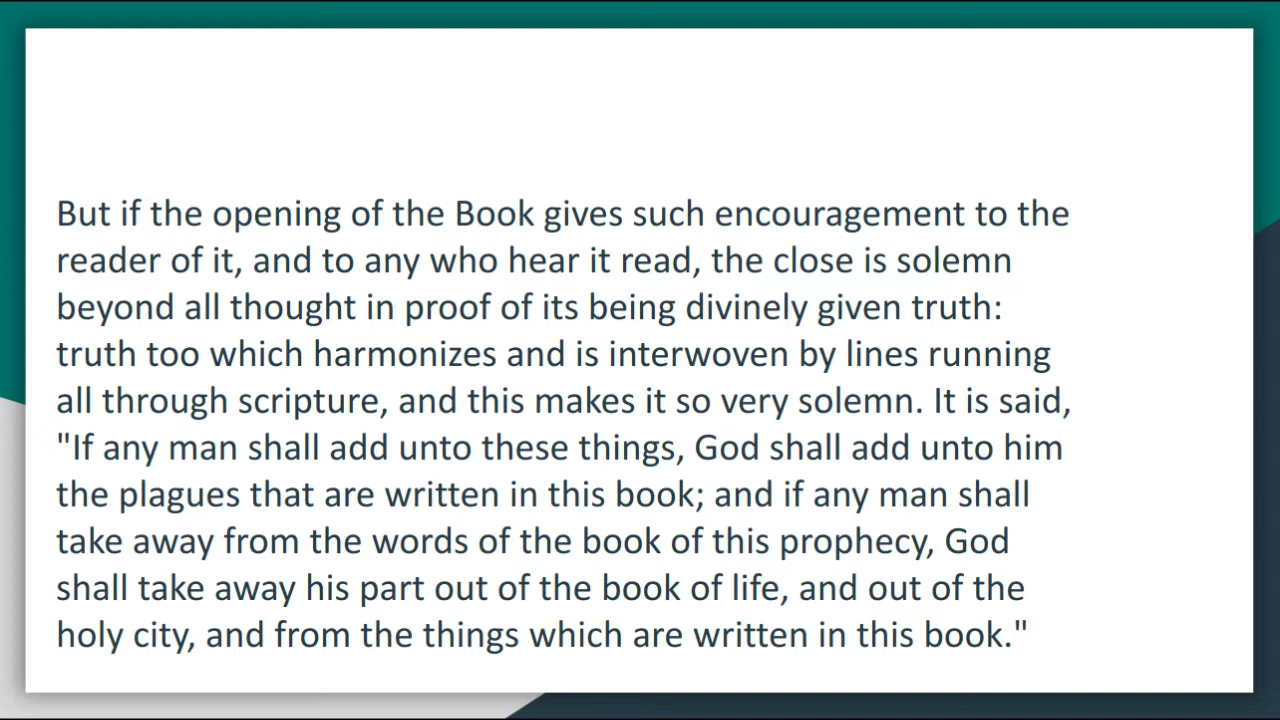 But if the opening of the Book gives such encouragement to the
reader of it, and to any who hear it read, the close is solemn
beyond all thought in proof of its being divinely given truth:
truth too which harmonizes and is interwoven by lines running
all through scripture, and this makes it so very solemn. It is said,
"If any man shall add unto these things, God shall add unto him
the plagues that are written in this book; and if any man shall
take away from the words of the book of this prophecy, God
shall take away his part out of the book of life, and out of the
holy city, and from the things which are written in this book."